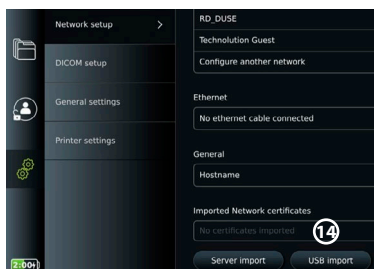 Network setup >
DICOM setup
General settings
Printer settings
2:00
RD_DUSE
Technolution Guest
Configure another network
Ethernet
No ethernet cable connected
General
Hostname
Imported Network certificates
No certificates imported
14
Server import
USB import